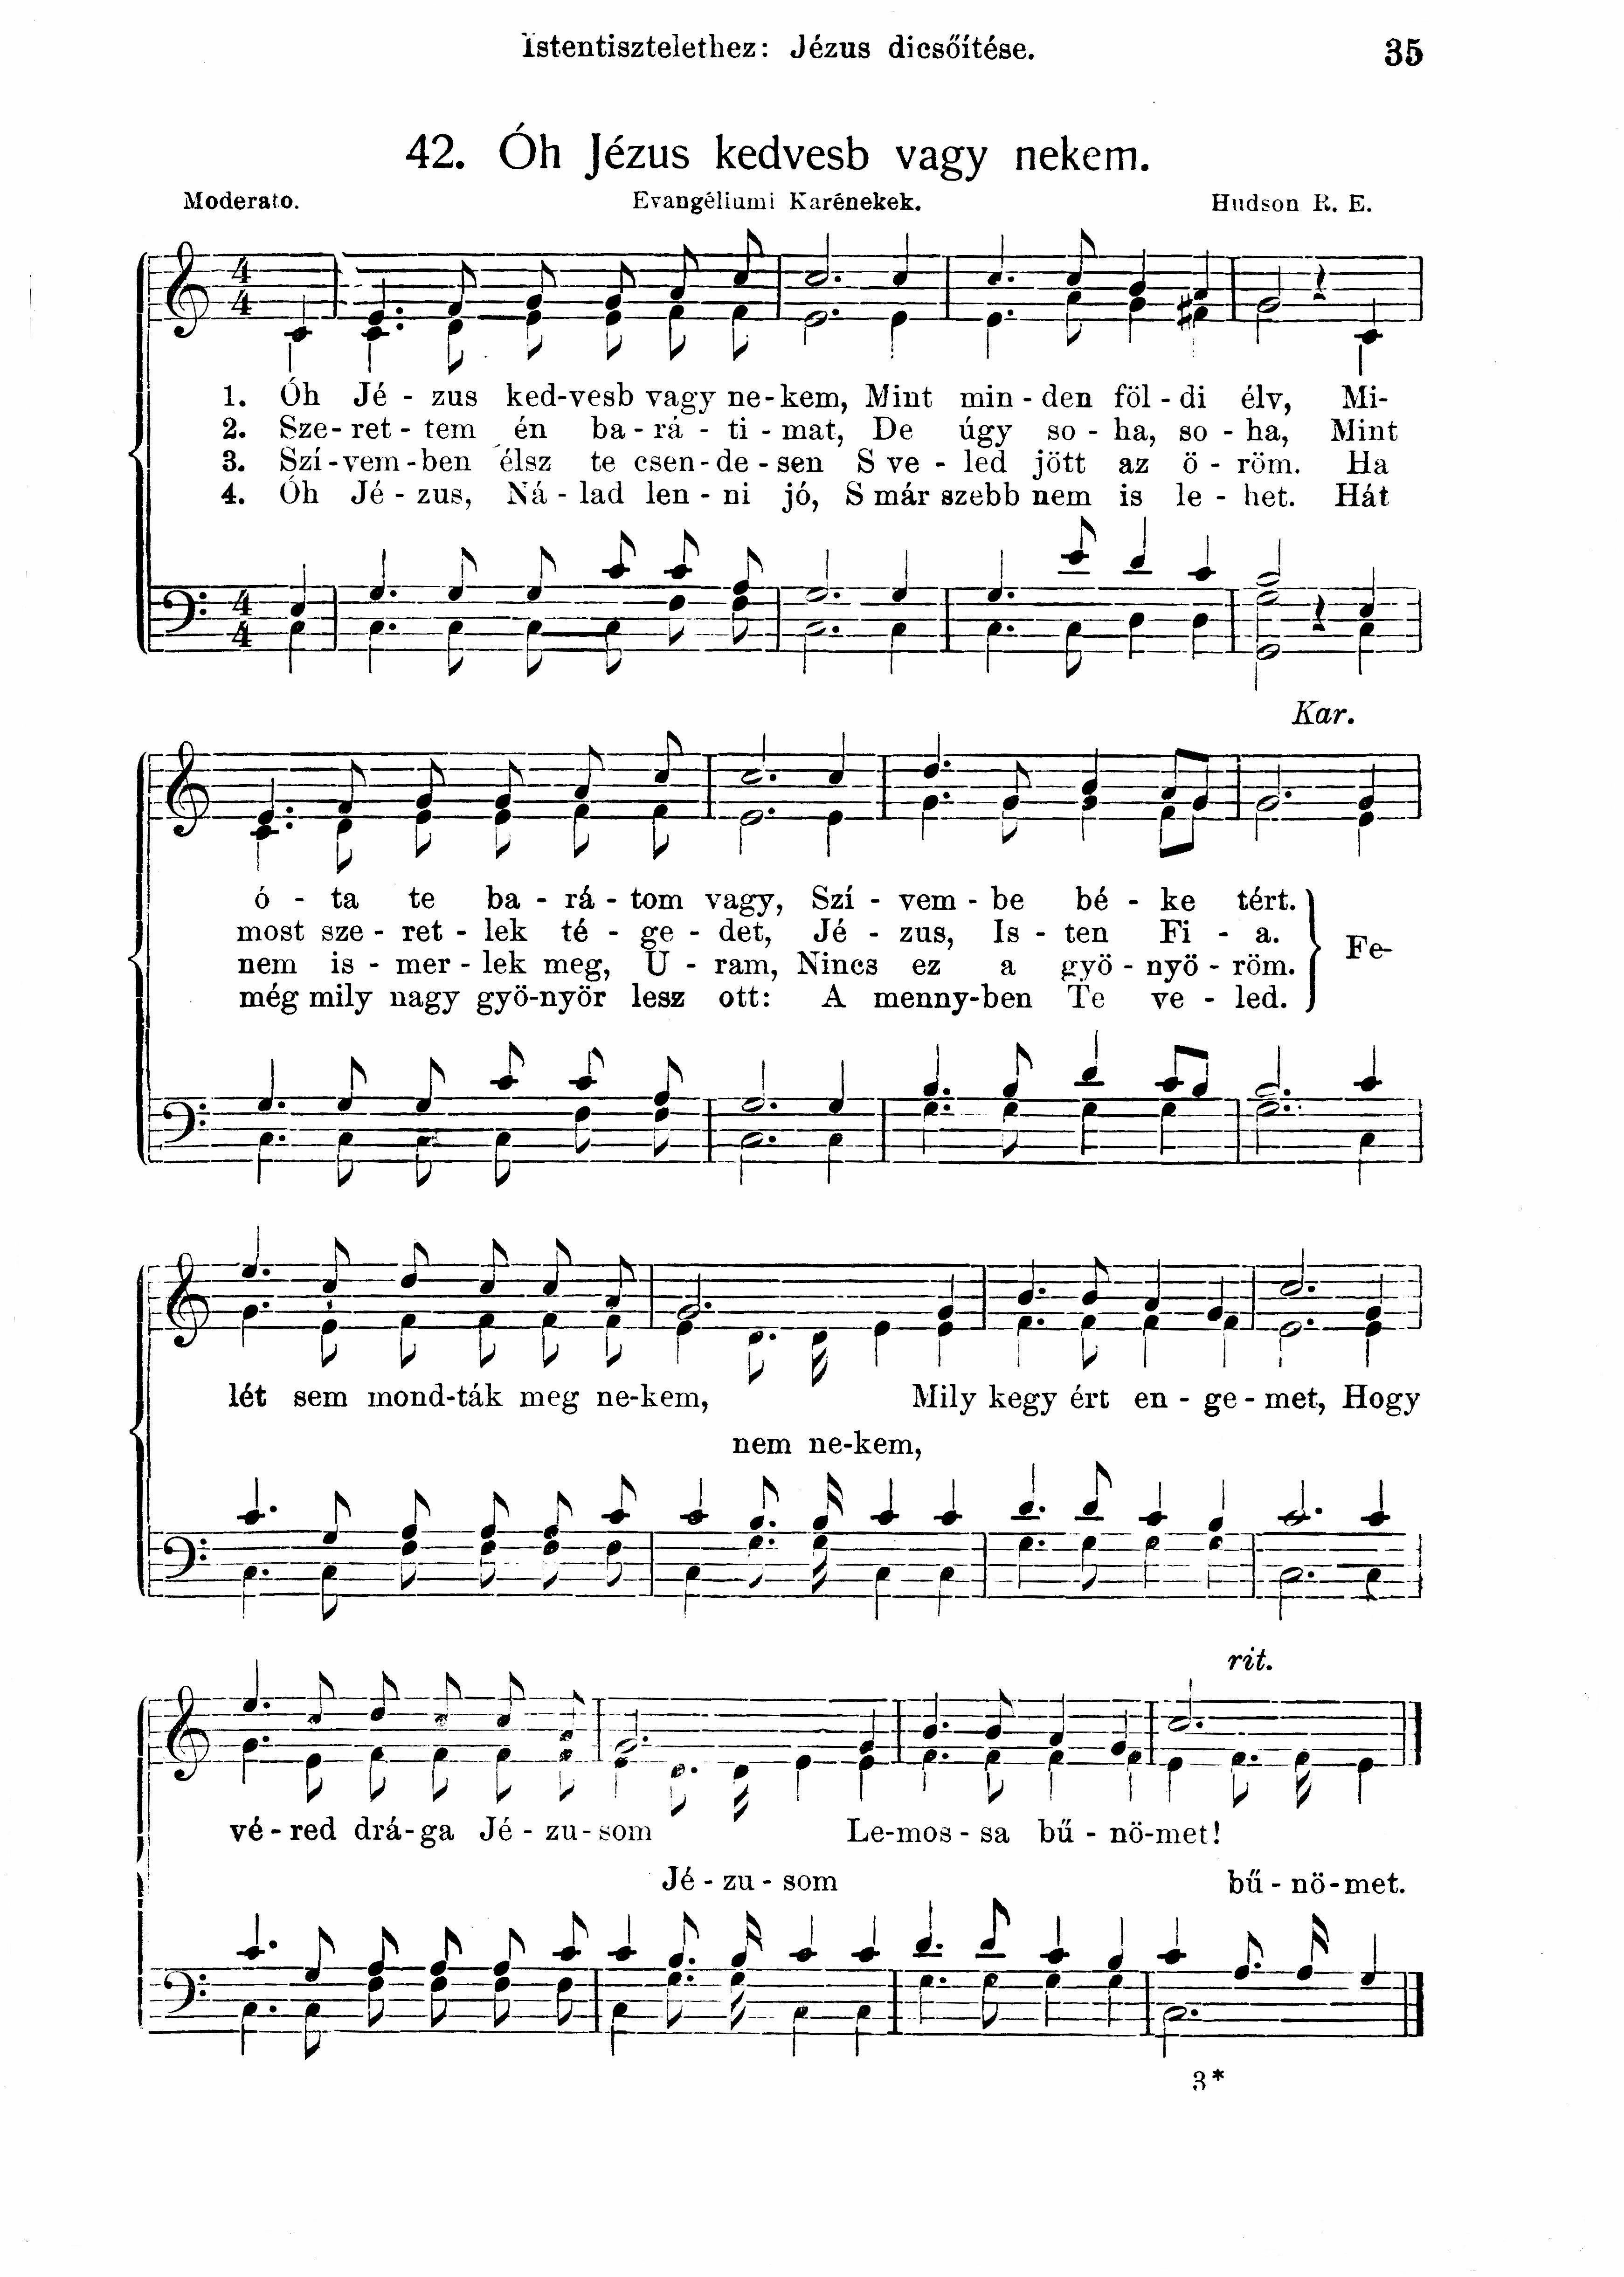 Istentisztelethez: Jézus dicsőítése. 35
42. Óh Jézus kedvesb vagy nekem.
Moderato. Evangéliumi Karénekek. Hudson R. E.
4 4
1. Óh Jé - zus ked-vesb vagy ne-kem, Mint min - den föl - di élv, Mi-
2. Sze- ret - tem én ba - rá - ti - mat, De úgy so - ha, so - ha, Mint
3. Szí-vem-ben élsz te csen-de-sen S ve - led jött az ö - röm. Ha
4. Óh Jé - zus, Ná - lad len - ni jó, S már szebb nem is le - het. Hát
4 4
Kar.
ó - ta te ba - rá - tom vagy, Szí - vem - be bé - ke tért.
most sze - ret - lek té - ge - det, Jé - zus, Is - ten Fi - a.
nem is - mer - lek meg, U - ram, Nincs ez a gyö - nyö - röm. Fe-
még mily nagy gyö-nyör lesz ott: A menny-ben Te ve - led.
lét sem mond-ták meg ne-kem, Mily kegy ért en - ge - met, Hogy
nem ne-kem,
rit.
vé - red drá-ga Jé - zu-som Le-mos - sa bű - nö-met!
Jé - zu - som bű - nö-met.
3*